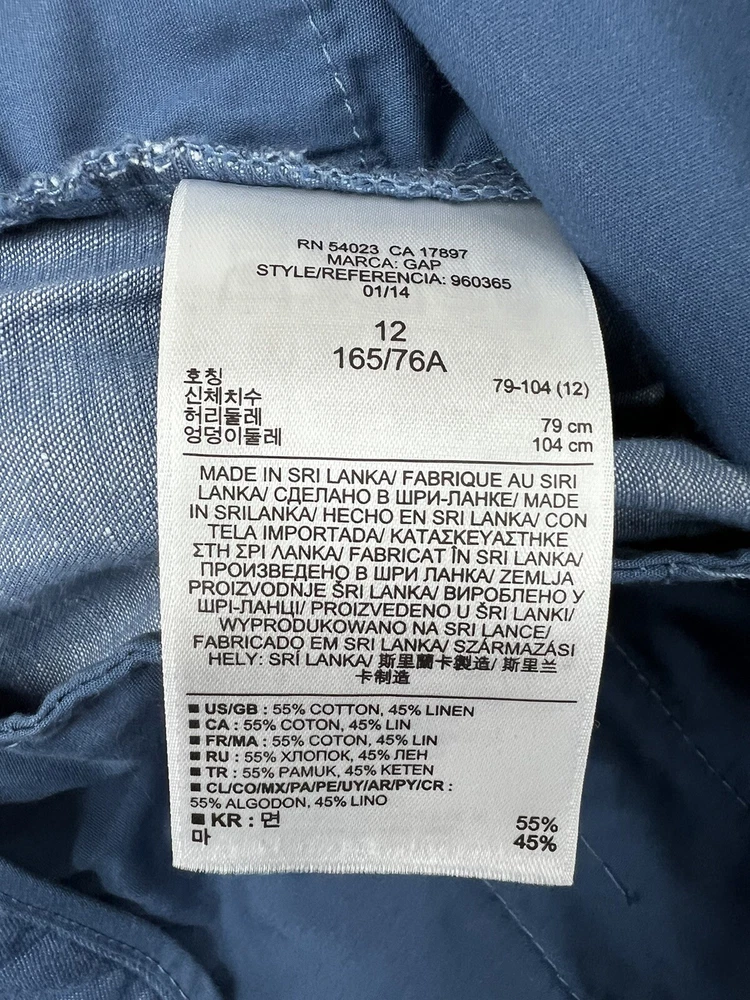 RN 54023 CA 17897
MARCA: GAP
STYLE/REFERENCIA: 960365
01/14
12
165/76A
호칭 79-104 (12)
신체치수
허리둘레 79 cm
엉덩이둘레 104 cm
MADE IN SRI LANKA/ FABRIQUE AU SIRI
LANKA/ СДЕЛАНО В ШРИ-ЛАНКЕ/ MADE
IN SRILANKA/ HECHO EN SRI LANKA/ CON
TELA IMPORTADA/ ΚΑΤΑΣΚΕΥΑΣΤΗΚΕ
ΣΤΗ ΣΡΙ ΛΑΝΚΑ/ FABRICAT ÎN SRI LANKA/
ПРОИЗВЕДЕНО В ШРИ ЛАНКА/ ZEMLJA
PROIZVODNJE ŠRI LANKA/ ВИРОБЛЕНО У
ШРІ-ЛАНЦІ/ PROIZVEDENO U ŠRI LANKI/
WYPRODUKOWANO NA SRI LANCE/
FABRICADO EM SRI LANKA/ SZÁRMAZÁSI
HELY: SRÍ LANKA/ 斯里蘭卡製造/ 斯里兰
卡制造
■ US/GB : 55% COTTON, 45% LINEN
■ CA : 55% COTON, 45% LIN
■ FR/MA : 55% COTON, 45% LIN
■ RU : 55% ХЛОПОК, 45% ЛЕН
■ TR : 55% PAMUK, 45% KETEN
■ CL/CO/MX/PA/PE/UY/AR/PY/CR :
55% ALGODON, 45% LINO
■ KR : 면 55%
마 45%